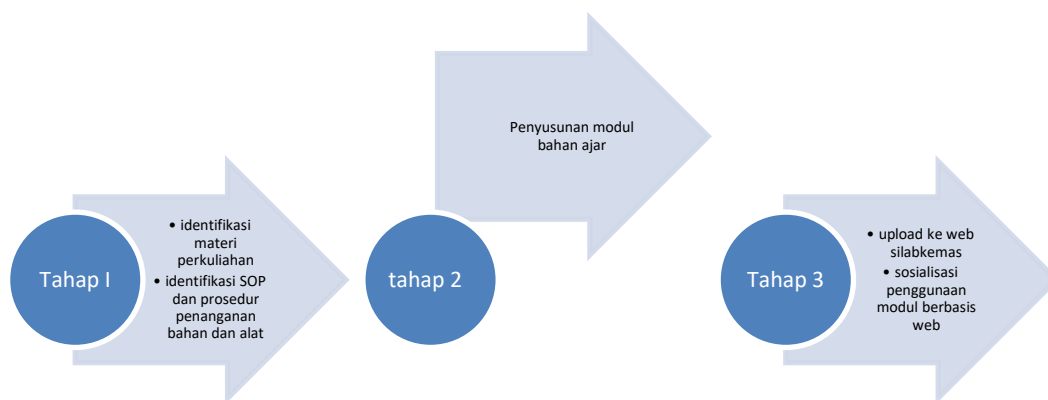 Tahap I
• identifikasi
materi
perkuliahan
• identifikasi SOP
dan prosedur
penanganan
bahan dan alat
tahap 2
Penyusunan modul
bahan ajar
Tahap 3
• upload ke web
silabkemas
• sosialisasi
penggunaan
modul berbasis
web